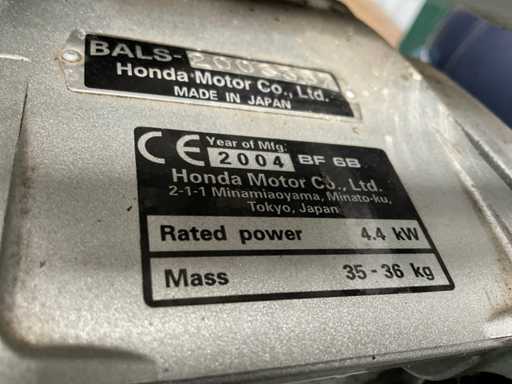 BALS-
Honda Motor Co., Ltd.
MADE IN JAPAN
CE Year of Mfg.
2004 BF 6B
Honda Motor Co., Ltd.
2-1-1 Minamiaoyama, Minato-ku,
Tokyo, Japan
Rated power 4.4 kW
Mass 35 - 36 kg